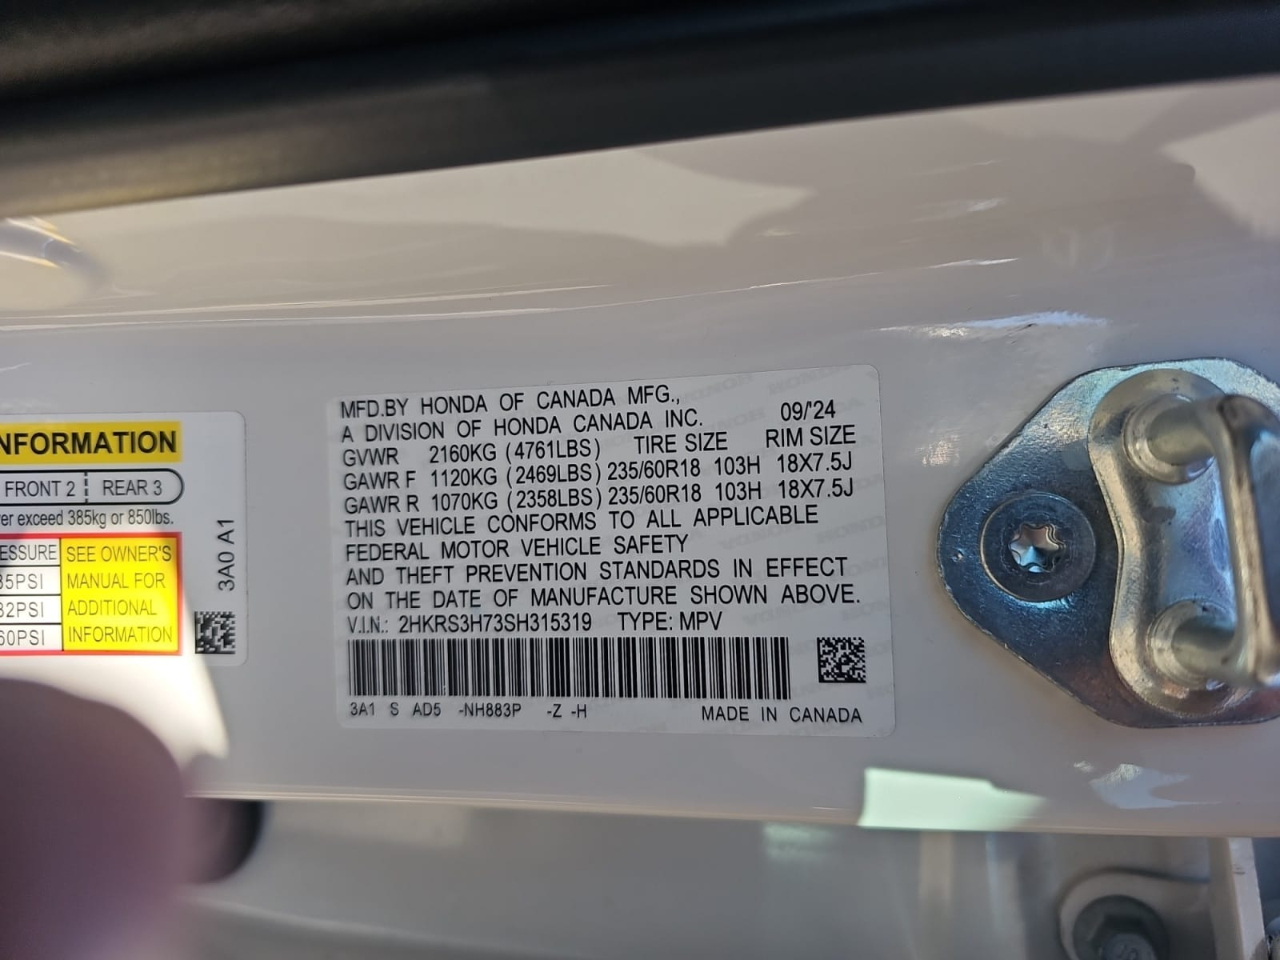 NFORMATION
FRONT 2 REAR 3
er exceed 385kg or 850lbs.
ESSURE SEE OWNER'S
35PSI MANUAL FOR
32PSI ADDITIONAL
60PSI INFORMATION
3A0 A1
MFD.BY HONDA OF CANADA MFG.,
A DIVISION OF HONDA CANADA INC. 09/'24
GVWR 2160KG (4761LBS) TIRE SIZE RIM SIZE
GAWR F 1120KG (2469LBS) 235/60R18 103H 18X7.5J
GAWR R 1070KG (2358LBS) 235/60R18 103H 18X7.5J
THIS VEHICLE CONFORMS TO ALL APPLICABLE
FEDERAL MOTOR VEHICLE SAFETY
AND THEFT PREVENTION STANDARDS IN EFFECT
ON THE DATE OF MANUFACTURE SHOWN ABOVE.
V.I.N.: 2HKRS3H73SH315319 TYPE: MPV
3A1 S AD5 -NH883P -Z -H MADE IN CANADA